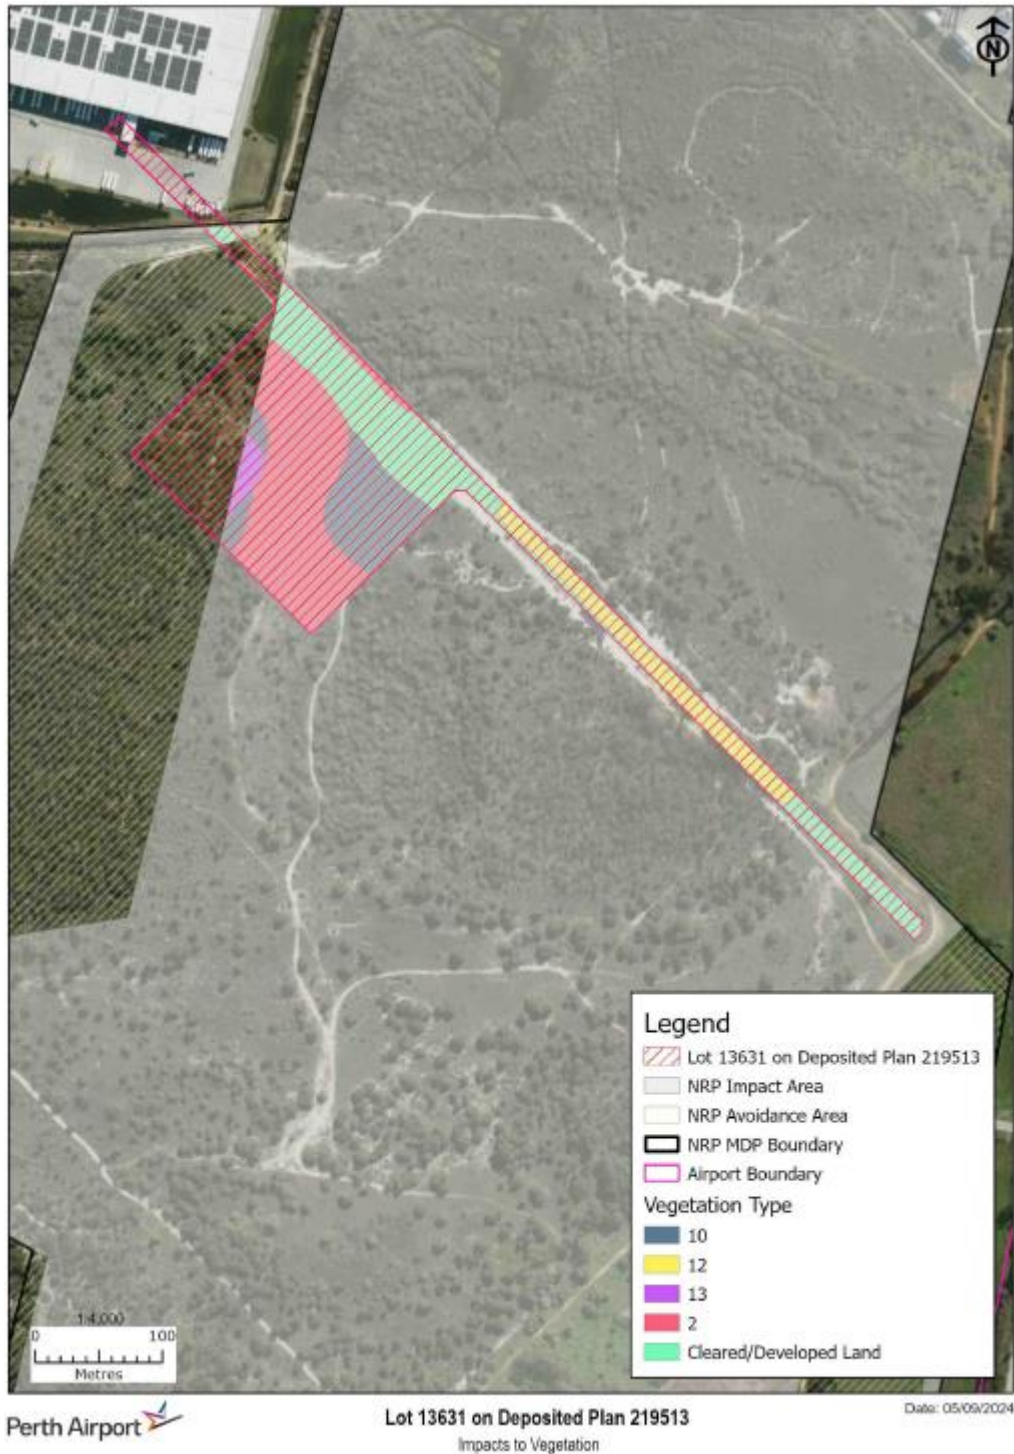 N
Legend
Lot 13631 on Deposited Plan 219513
NRP Impact Area
NRP Avoidance Area
NRP MDP Boundary
Airport Boundary
Vegetation Type
10
12
13
2
Cleared/Developed Land
1:4,000
0 100
Metres
Perth Airport
Lot 13631 on Deposited Plan 219513
Impacts to Vegetation
Date: 05/09/2024